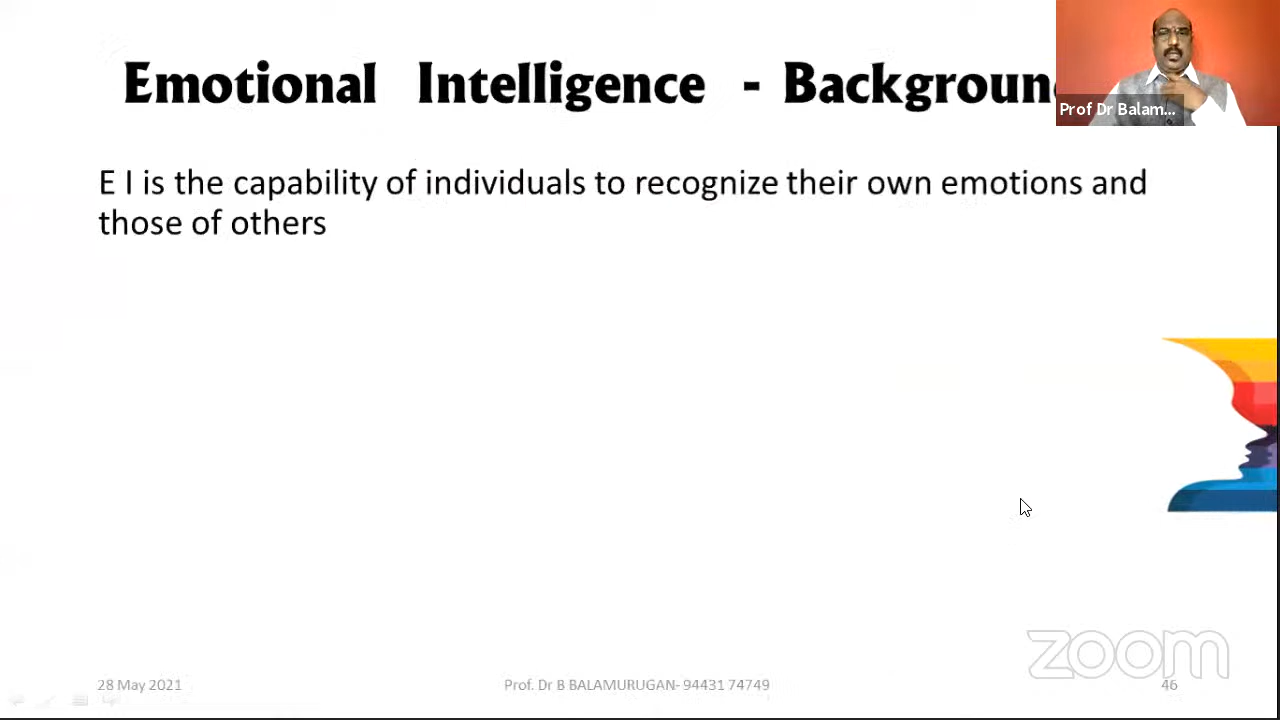 Emotional Intelligence - Background
Prof Dr Balam...
E I is the capability of individuals to recognize their own emotions and
those of others
zoom
28 May 2021
Prof. Dr B BALAMURUGAN- 94431 74749
46